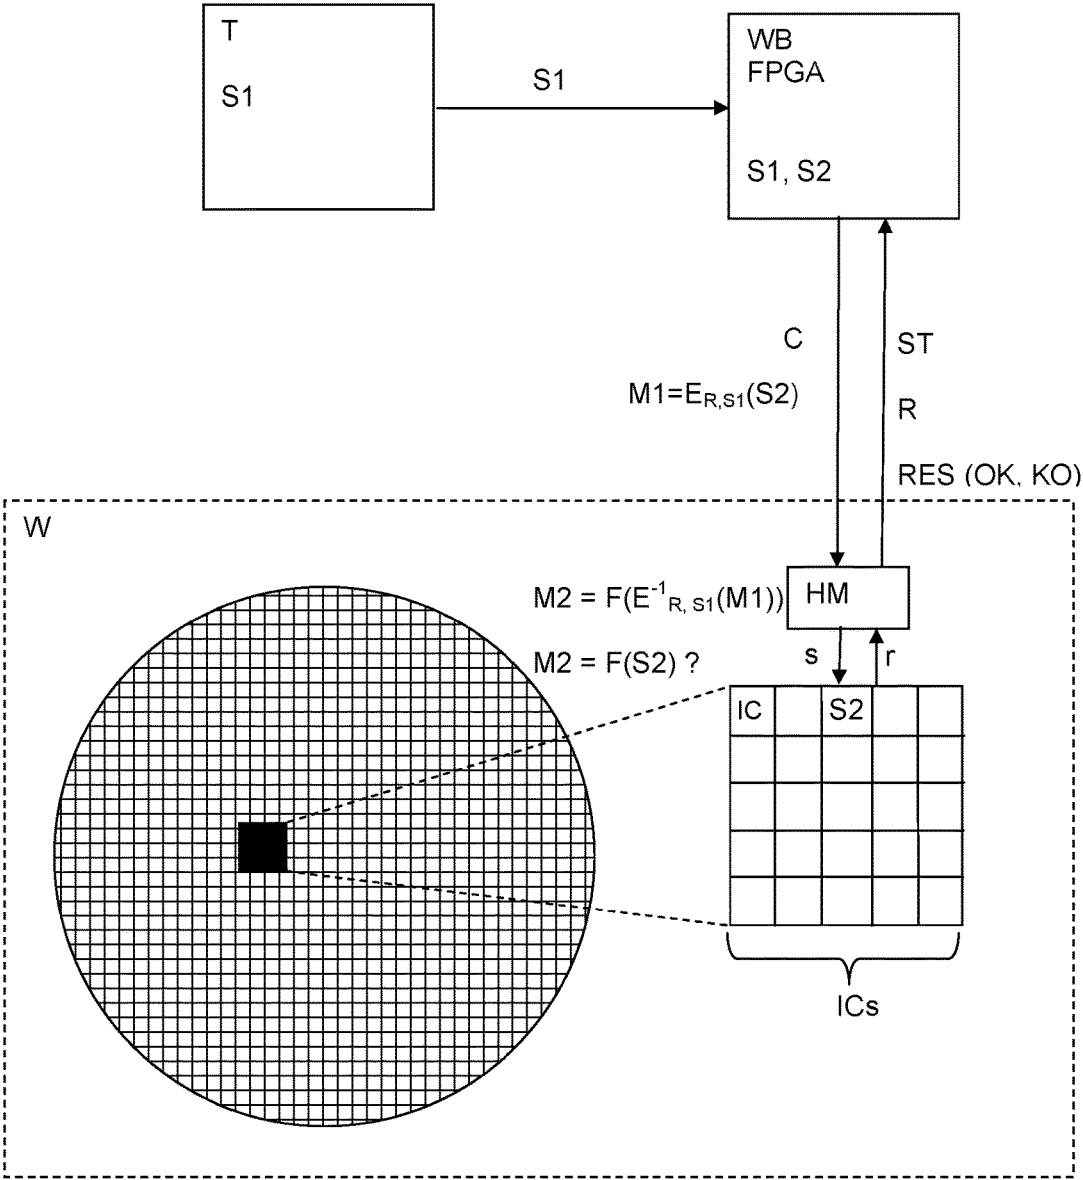 T
S1
S1
WB
FPGA
S1, S2
C
M1=E_{R,S1}(S2)
ST
R
RES (OK, KO)
W
M2 = F(E^{-1}_{R, S1}(M1))
HM
M2 = F(S2) ?
s
r
IC
S2
ICs